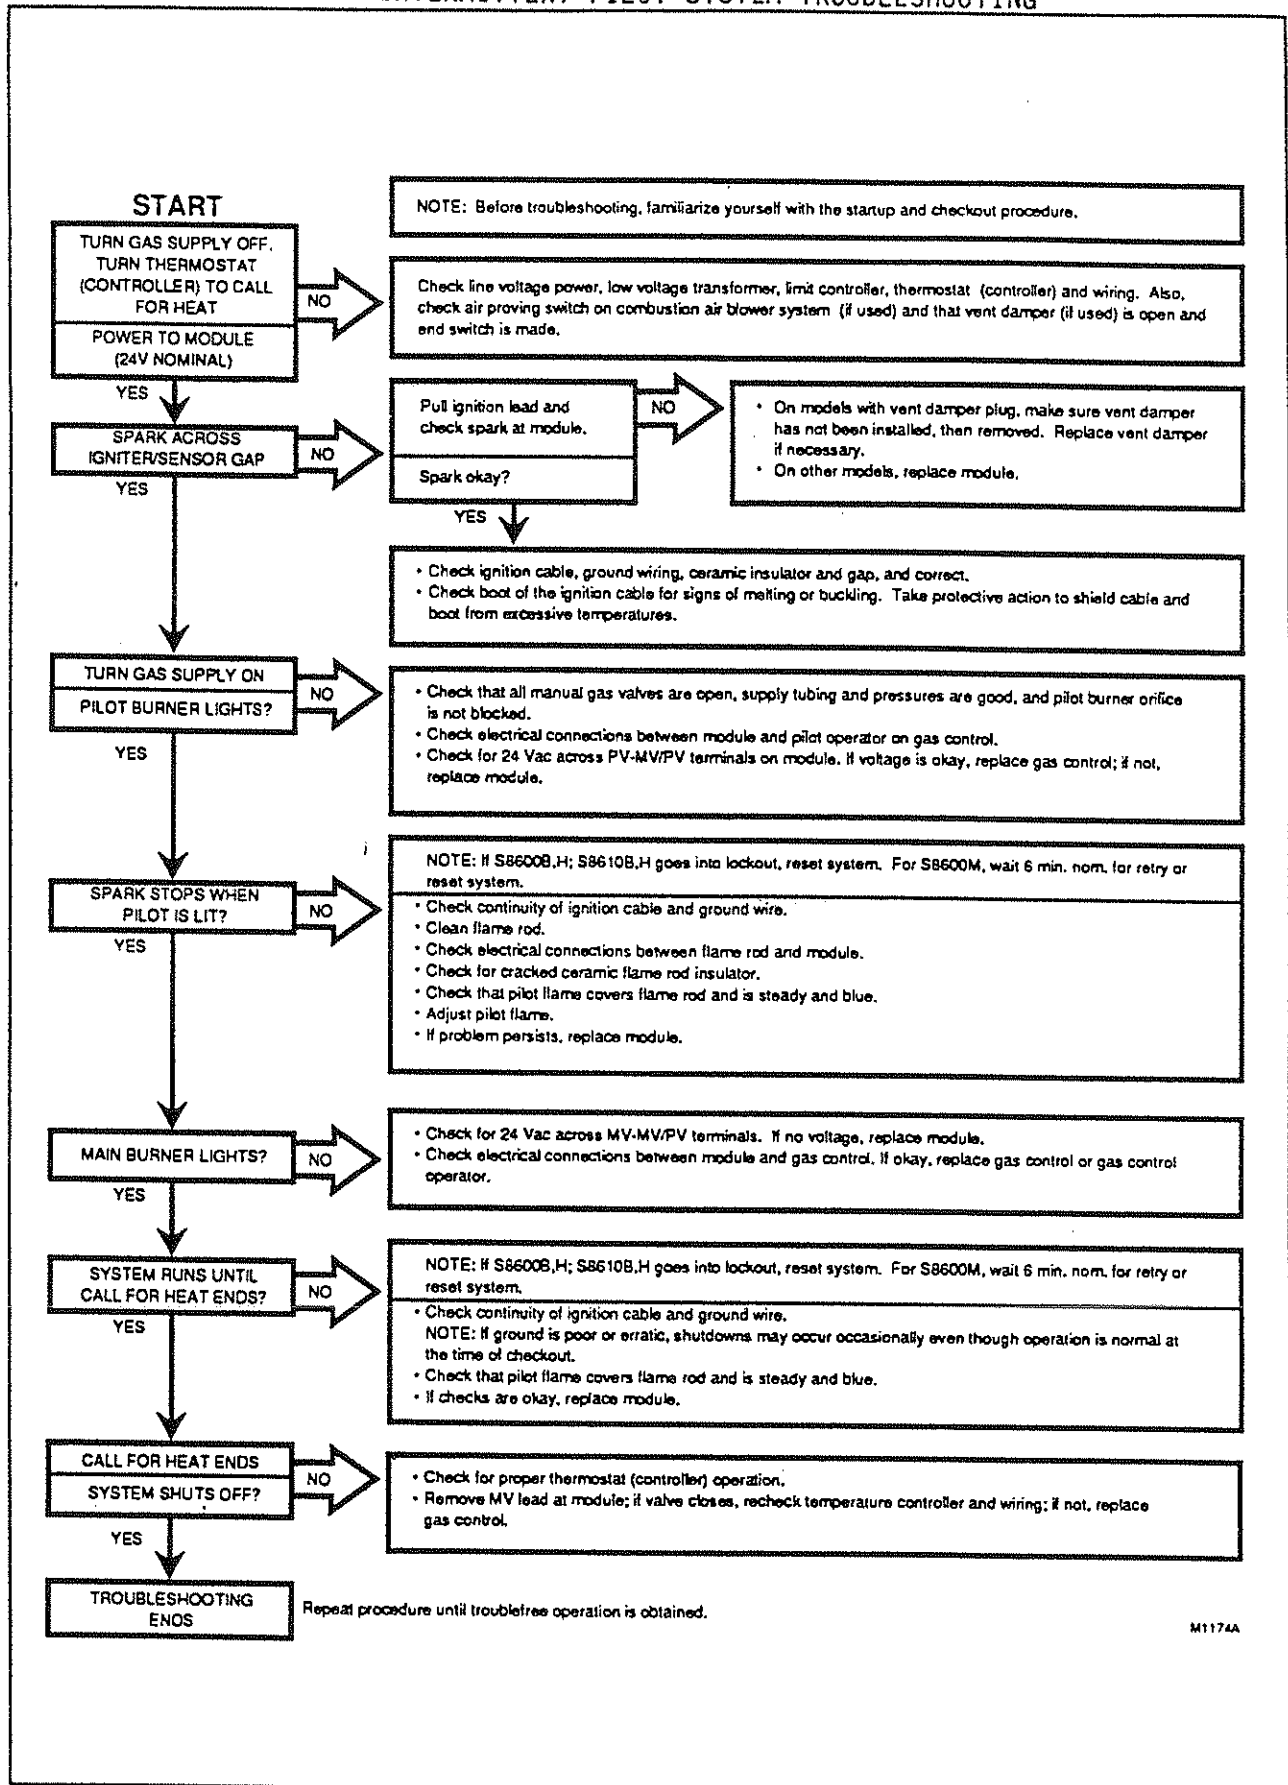 INTERMITTENT PILOT SYSTEM TROUBLESHOOTING
START
NOTE: Before troubleshooting, familiarize yourself with the startup and checkout procedure.
TURN GAS SUPPLY OFF,
TURN THERMOSTAT
(CONTROLLER) TO CALL
FOR HEAT
POWER TO MODULE
(24V NOMINAL)
NO
Check line voltage power, low voltage transformer, limit controller, thermostat (controller) and wiring. Also,
check air proving switch on combustion air blower system (if used) and that vent damper (if used) is open and
end switch is made.
YES
SPARK ACROSS
IGNITER/SENSOR GAP
NO
Pull ignition lead and
check spark at module.
Spark okay?
NO
• On models with vent damper plug, make sure vent damper
has not been installed, then removed. Replace vent damper
if necessary.
• On other models, replace module.
YES
YES
• Check ignition cable, ground wiring, ceramic insulator and gap, and correct.
• Check boot of the ignition cable for signs of melting or buckling. Take protective action to shield cable and
boot from excessive temperatures.
TURN GAS SUPPLY ON
PILOT BURNER LIGHTS?
NO
• Check that all manual gas valves are open, supply tubing and pressures are good, and pilot burner orifice
is not blocked.
• Check electrical connections between module and pilot operator on gas control.
• Check for 24 Vac across PV-MV/PV terminals on module. If voltage is okay, replace gas control; if not,
replace module.
YES
SPARK STOPS WHEN
PILOT IS LIT?
NO
NOTE: If S8600B,H; S8610B,H goes into lockout, reset system. For S8600M, wait 6 min. nom. for retry or
reset system.
• Check continuity of ignition cable and ground wire.
• Clean flame rod.
• Check electrical connections between flame rod and module.
• Check for cracked ceramic flame rod insulator.
• Check that pilot flame covers flame rod and is steady and blue.
• Adjust pilot flame.
• If problem persists, replace module.
YES
MAIN BURNER LIGHTS?
NO
• Check for 24 Vac across MV-MV/PV terminals. If no voltage, replace module.
• Check electrical connections between module and gas control. If okay, replace gas control or gas control
operator.
YES
SYSTEM RUNS UNTIL
CALL FOR HEAT ENDS?
NO
NOTE: If S8600B,H; S8610B,H goes into lockout, reset system. For S8600M, wait 6 min. nom. for retry or
reset system.
• Check continuity of ignition cable and ground wire.
NOTE: If ground is poor or erratic, shutdowns may occur occasionally even though operation is normal at
the time of checkout.
• Check that pilot flame covers flame rod and is steady and blue.
• If checks are okay, replace module.
YES
CALL FOR HEAT ENDS
SYSTEM SHUTS OFF?
NO
• Check for proper thermostat (controller) operation.
• Remove MV lead at module; if valve closes, recheck temperature controller and wiring; if not, replace
gas control.
YES
TROUBLESHOOTING
ENDS
Repeat procedure until troublefree operation is obtained.
M1174A